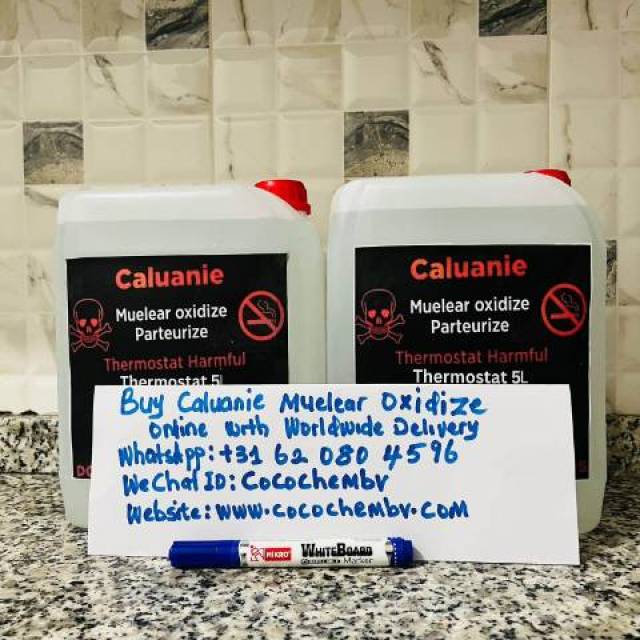 Caluanie
Muelear oxidize
Parteurize
Thermostat Harmful
Thermostat 5L
Caluanie
Muelear oxidize
Parteurize
Thermostat Harmful
Thermostat 5L
Buy Caluanie Muelear Oxidize
Online with Worldwide Delivery
WhatsApp: +31 62 080 4596
WeChat ID: Cocochembv
Website: www.cocochembv.com
MIKRO WHITEBOARD
Marker